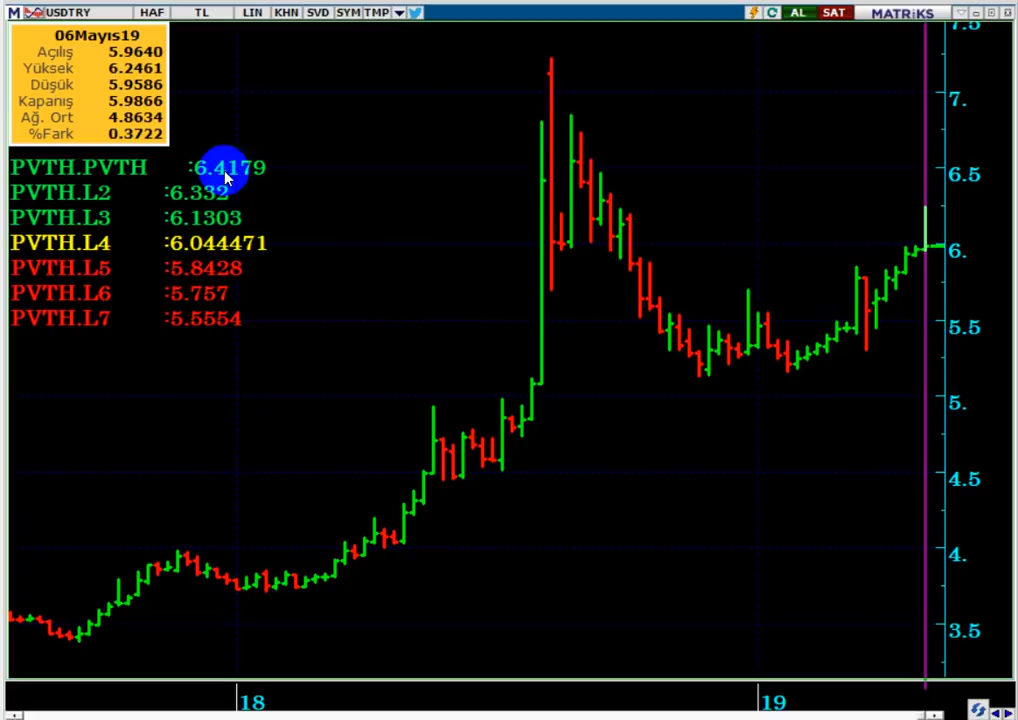 M USDTRY HAF TL LIN KHN SVD SYM TMP AL SAT MATRiKS
06Mayıs19
Açılış 5.9640
Yüksek 6.2461
Düşük 5.9586
Kapanış 5.9866
Ağ. Ort 4.8634
%Fark 0.3722
PVTH.PVTH :6.4179
PVTH.L2 :6.332
PVTH.L3 :6.1303
PVTH.L4 :6.044471
PVTH.L5 :5.8428
PVTH.L6 :5.757
PVTH.L7 :5.5554
7.5
7.
6.5
6.
5.5
5.
4.5
4.
3.5
18 19